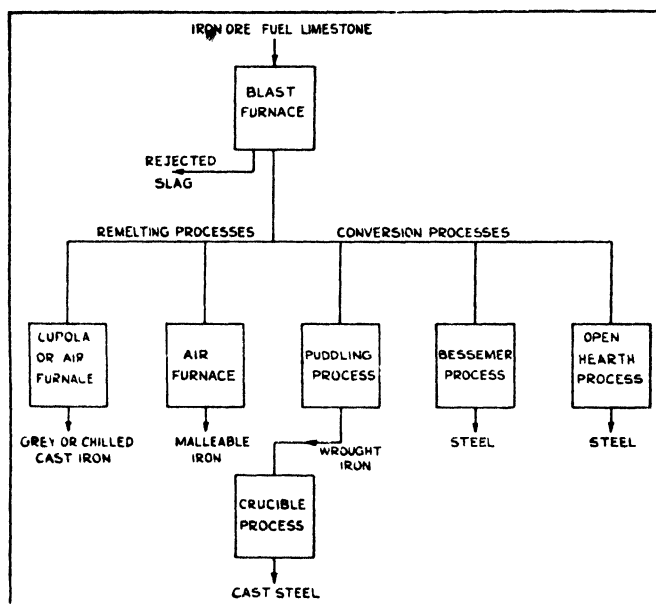 IRON ORE FUEL LIMESTONE
BLAST
FURNACE
REJECTED
SLAG
REMELTING PROCESSES
CONVERSION PROCESSES
CUPOLA
OR AIR
FURNACE
AIR
FURNACE
PUDDLING
PROCESS
BESSEMER
PROCESS
OPEN
HEARTH
PROCESS
GREY OR CHILLED
CAST IRON
MALLEABLE
IRON
WROUGHT
IRON
STEEL
STEEL
CRUCIBLE
PROCESS
CAST STEEL